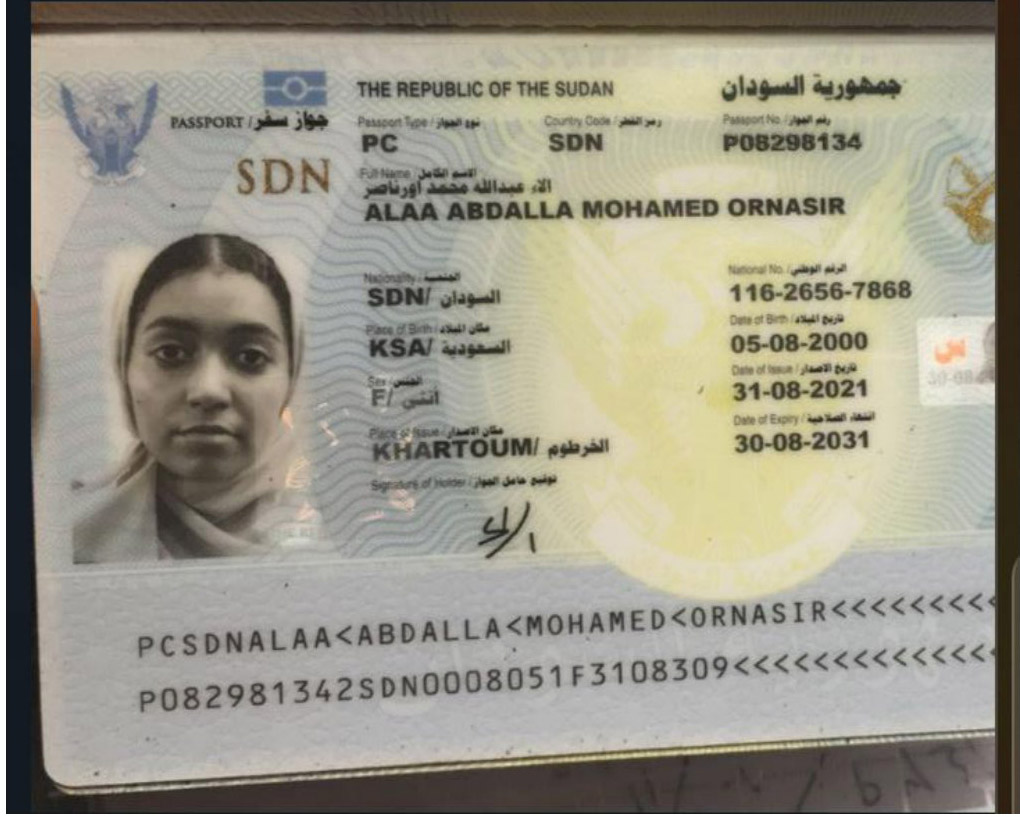 THE REPUBLIC OF THE SUDAN جمهورية السودان
PASSPORT / جواز سفر
Passport Type / نوع الجواز Country Code / رمز القطر Passport No. / رقم الجواز
PC SDN P08298134
SDN
Full Name / الاسم الكامل
الاء عبدالله محمد اورناصر
ALAA ABDALLA MOHAMED ORNASIR
Nationality / الجنسية National No. / الرقم الوطني
SDN/ السودان 116-2656-7868
Place of Birth / مكان الميلاد Date of Birth / تاريخ الميلاد
KSA/ السعودية 05-08-2000
Sex / الجنس Date of Issue / تاريخ الاصدار
F/ أنثى 31-08-2021
Place of Issue / مكان الاصدار Date of Expiry / انتهاء الصلاحية
KHARTOUM/ الخرطوم 30-08-2031
Signature of Holder / توقيع حامل الجواز
PCSDNALAA<ABDALLA<MOHAMED<ORNASIR<<<<<<<<<
P082981342SDN0008051F3108309<<<<<<<<<<<<<<